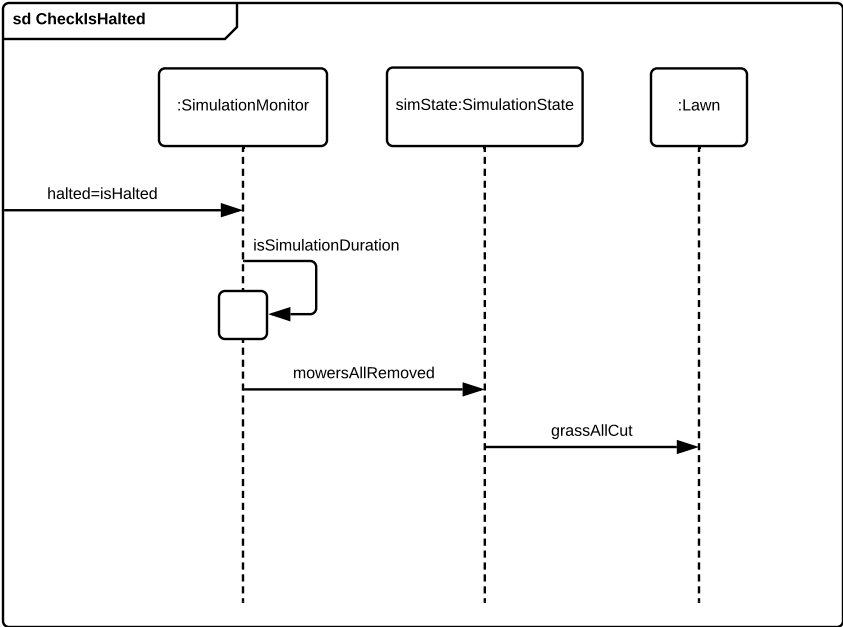 sd CheckIsHalted
:SimulationMonitor
simState:SimulationState
:Lawn
halted=isHalted
isSimulationDuration
mowersAllRemoved
grassAllCut